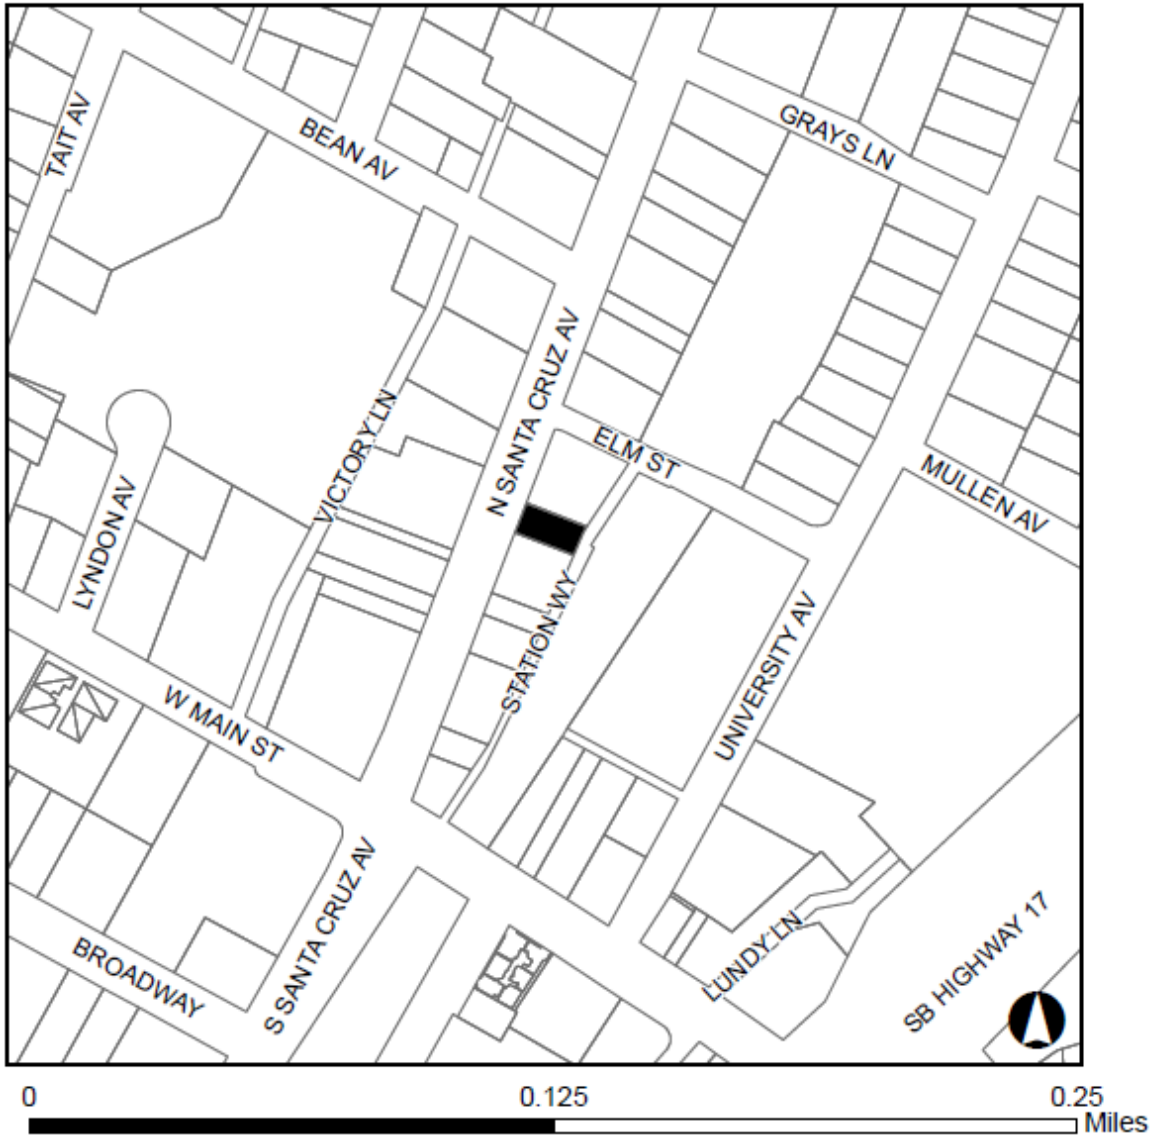 GRAYS LN
TAIT AV
BEAN AV
N SANTA CRUZ AV
VICTORY LN
ELM ST
MULLEN AV
LYNDON AV
STATION WY
UNIVERSITY AV
W MAIN ST
S SANTA CRUZ AV
LUNDY LN
SB HIGHWAY 17
BROADWAY
0 0.125 0.25
Miles